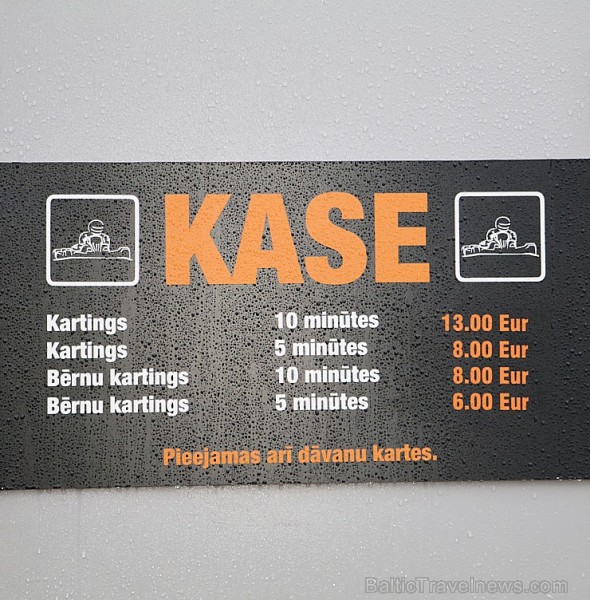 KASE
Kartings 10 minūtes 13.00 Eur
Kartings 5 minūtes 8.00 Eur
Bērnu kartings 10 minūtes 8.00 Eur
Bērnu kartings 5 minūtes 6.00 Eur
Pieejamas arī dāvanu kartes.
BalticTravelnews.com